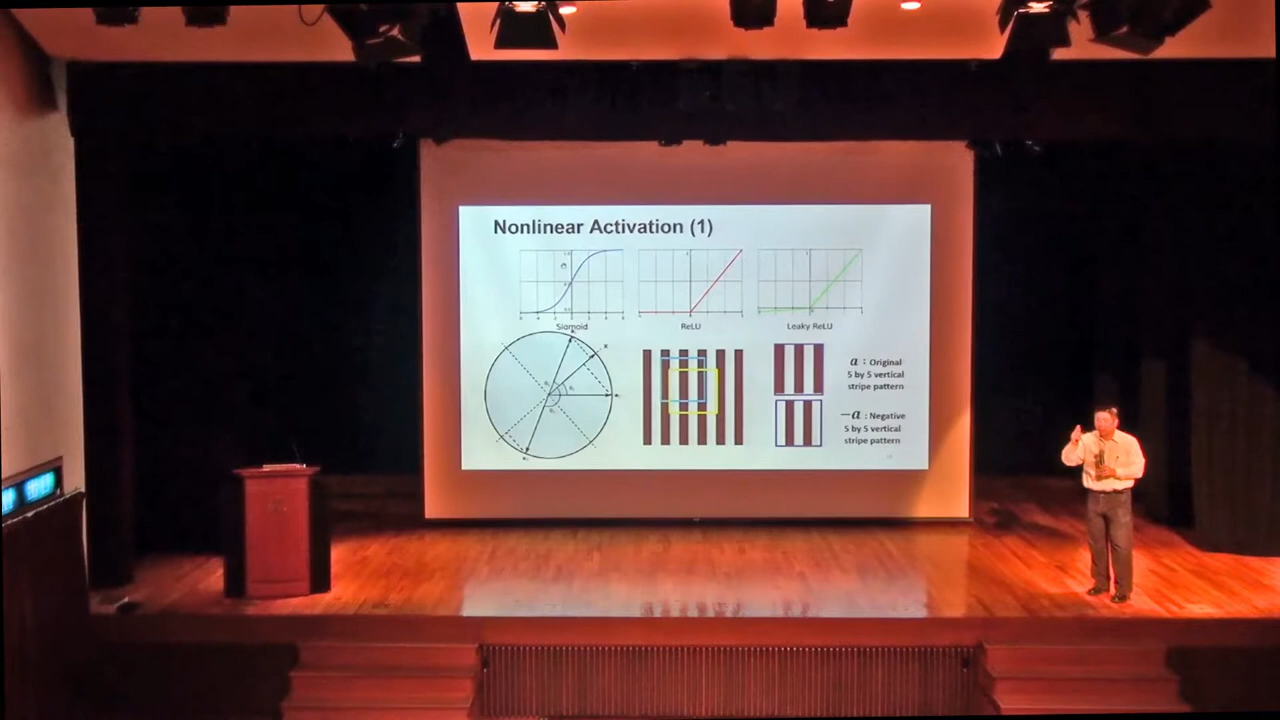 Nonlinear Activation (1)
Sigmoid
ReLU
Leaky ReLU
a : Original
5 by 5 vertical
stripe pattern
−a : Negative
5 by 5 vertical
stripe pattern